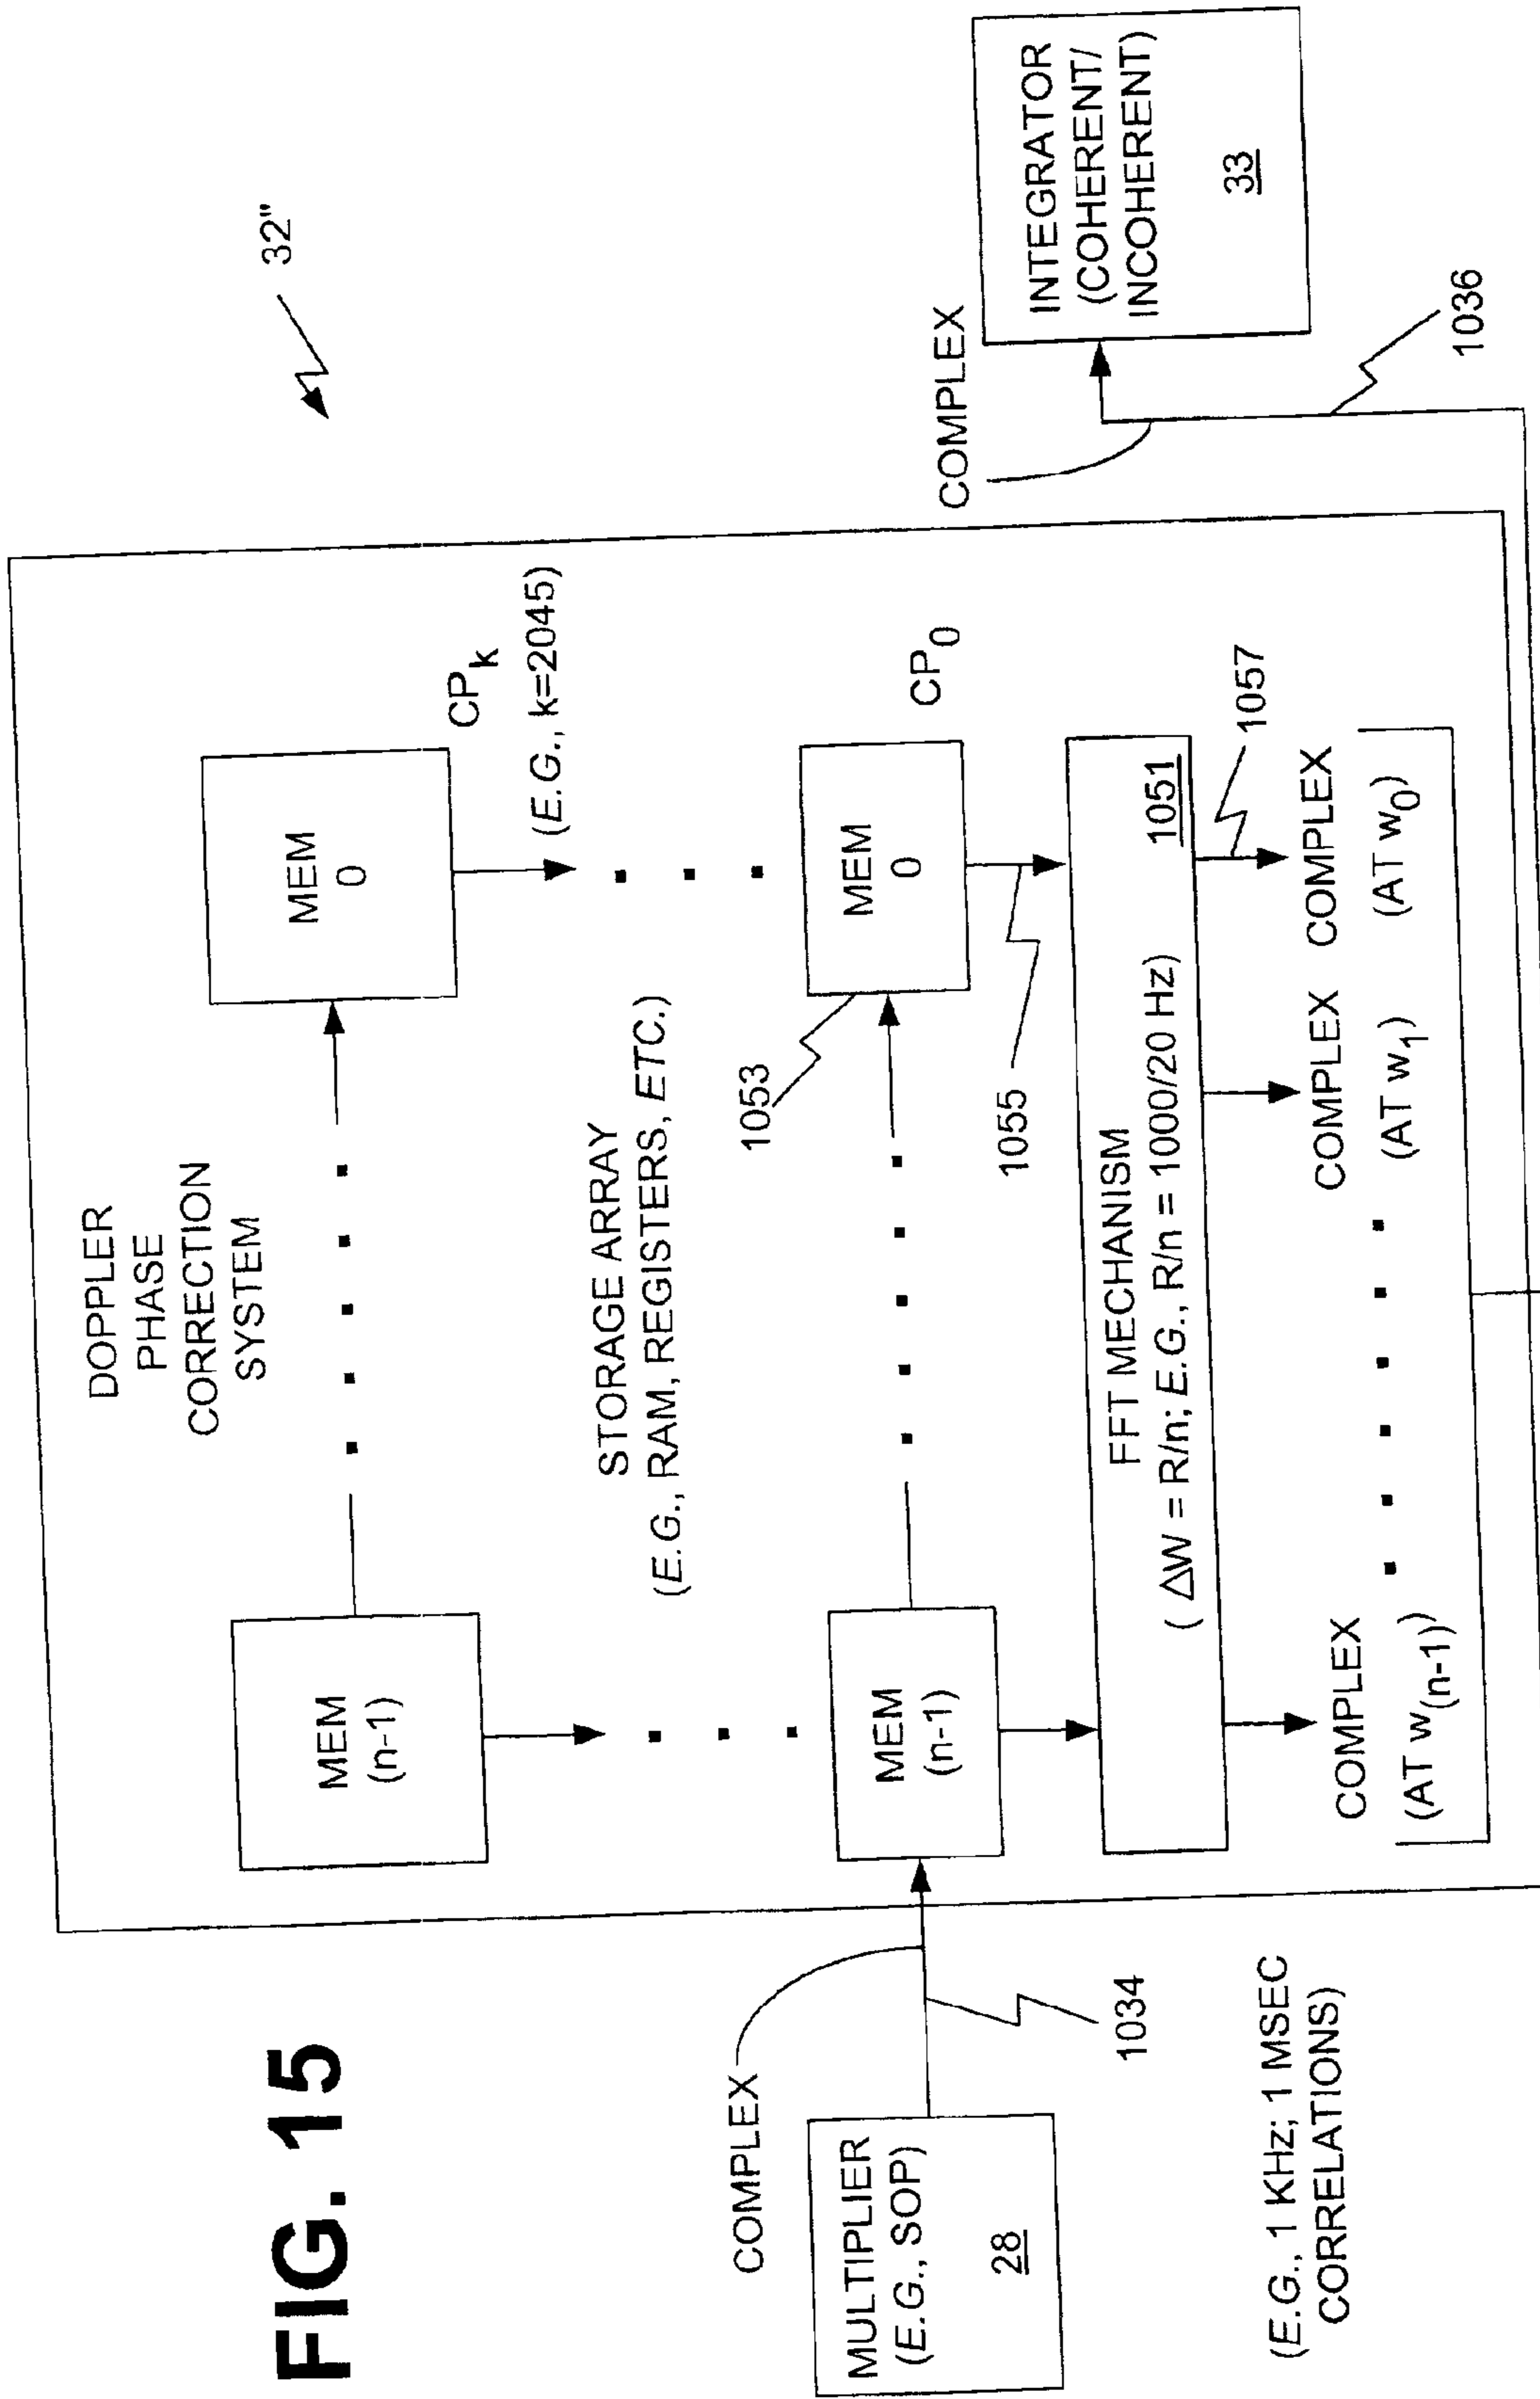 FIG. 15
32"
DOPPLER
PHASE
CORRECTION
SYSTEM
MEM
(n-1)
MEM
0
CP_k
(E.G., k=2045)
STORAGE ARRAY
(E.G., RAM, REGISTERS, ETC.)
1053
MEM
(n-1)
MEM
0
CP_0
1055
COMPLEX
1034
MULTIPLIER
(E.G., SOP)
28
(E.G., 1 KHz; 1 MSEC
CORRELATIONS)
FFT MECHANISM
( ΔW = R/n; E.G., R/n = 1000/20 Hz)
1051
1057
COMPLEX
(AT w_(n-1))
COMPLEX
(AT w_1)
COMPLEX
(AT w_0)
COMPLEX
1036
INTEGRATOR
(COHERENT/
INCOHERENT)
33